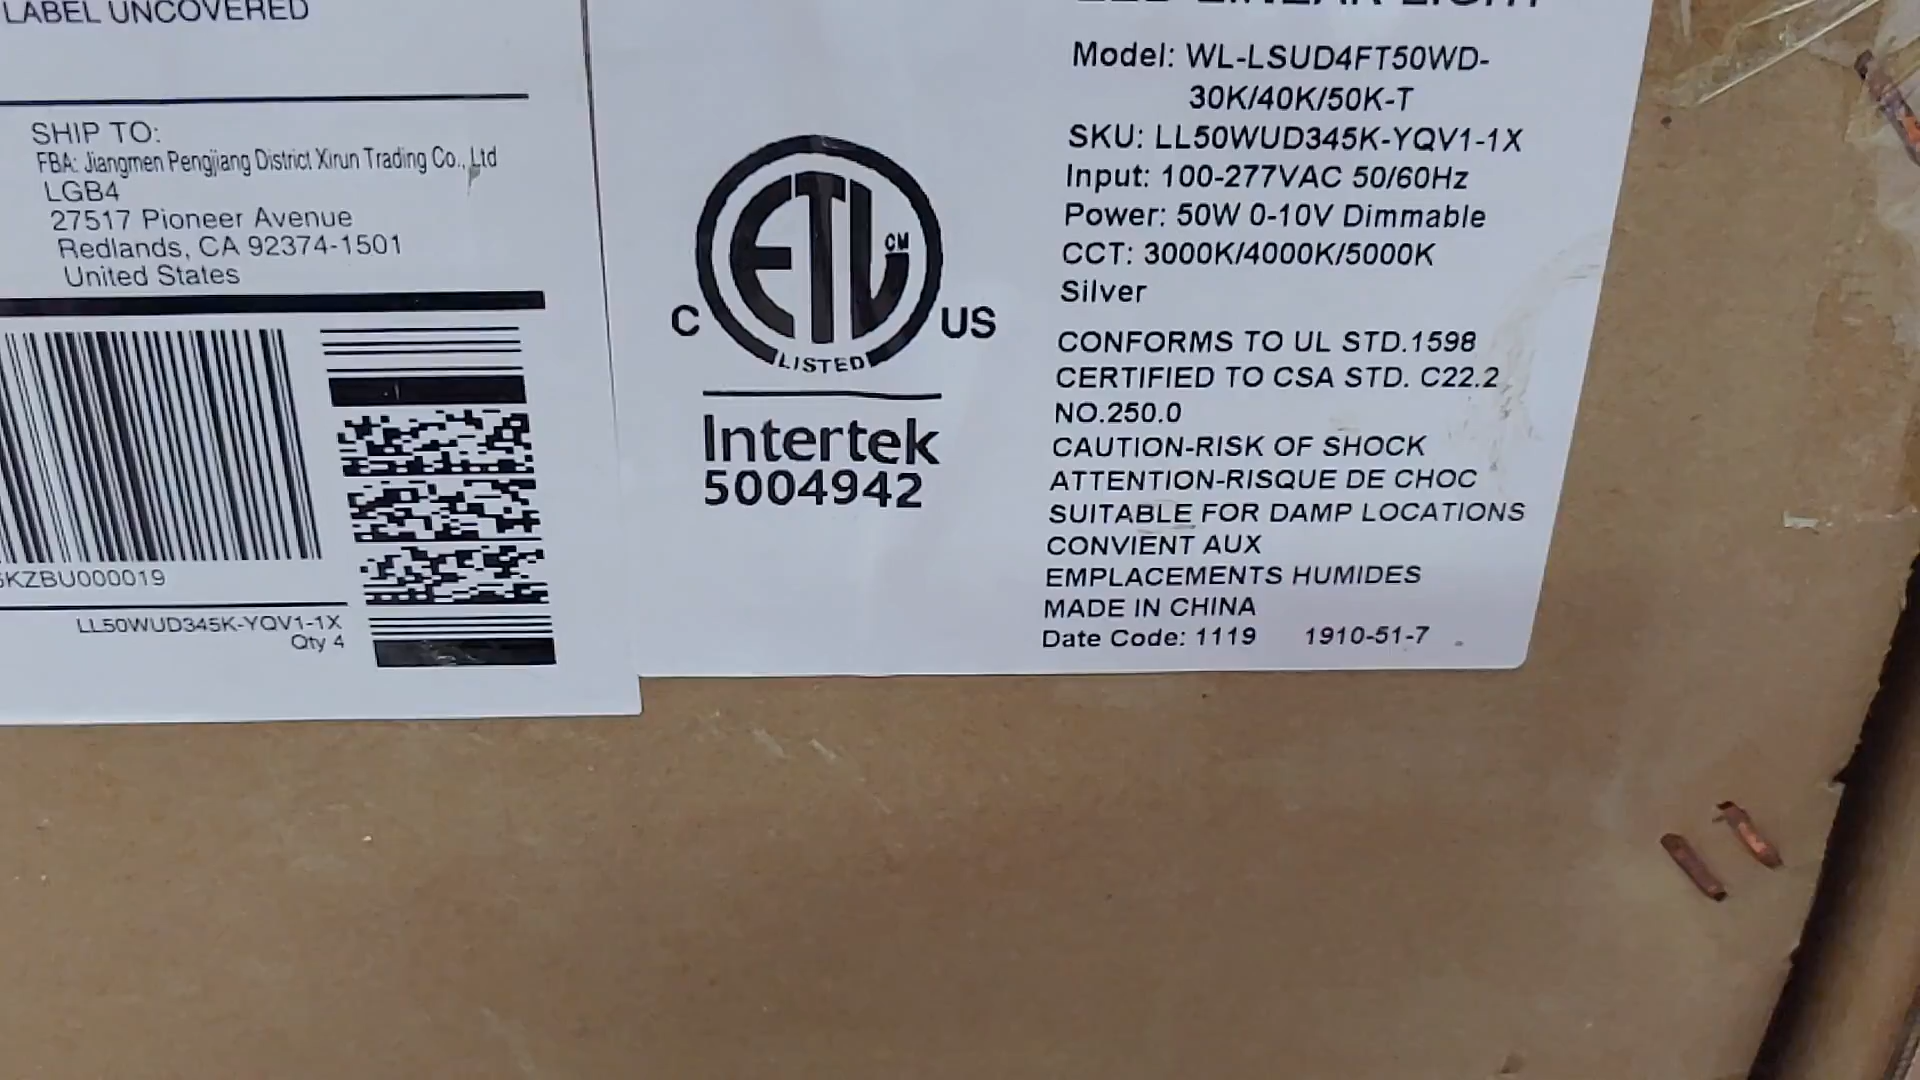 LABEL UNCOVERED
SHIP TO:
FBA: Jiangmen Pengjiang District Xirun Trading Co., Ltd
LGB4
27517 Pioneer Avenue
Redlands, CA 92374-1501
United States
KZBU000019
LL50WUD345K-YQV1-1X
Qty 4
ETL
CM
LISTED
C
US
Intertek
5004942
LED LINEAR LIGHT
Model: WL-LSUD4FT50WD-
30K/40K/50K-T
SKU: LL50WUD345K-YQV1-1X
Input: 100-277VAC 50/60Hz
Power: 50W 0-10V Dimmable
CCT: 3000K/4000K/5000K
Silver
CONFORMS TO UL STD.1598
CERTIFIED TO CSA STD. C22.2
NO.250.0
CAUTION-RISK OF SHOCK
ATTENTION-RISQUE DE CHOC
SUITABLE FOR DAMP LOCATIONS
CONVIENT AUX
EMPLACEMENTS HUMIDES
MADE IN CHINA
Date Code: 1119 1910-51-7